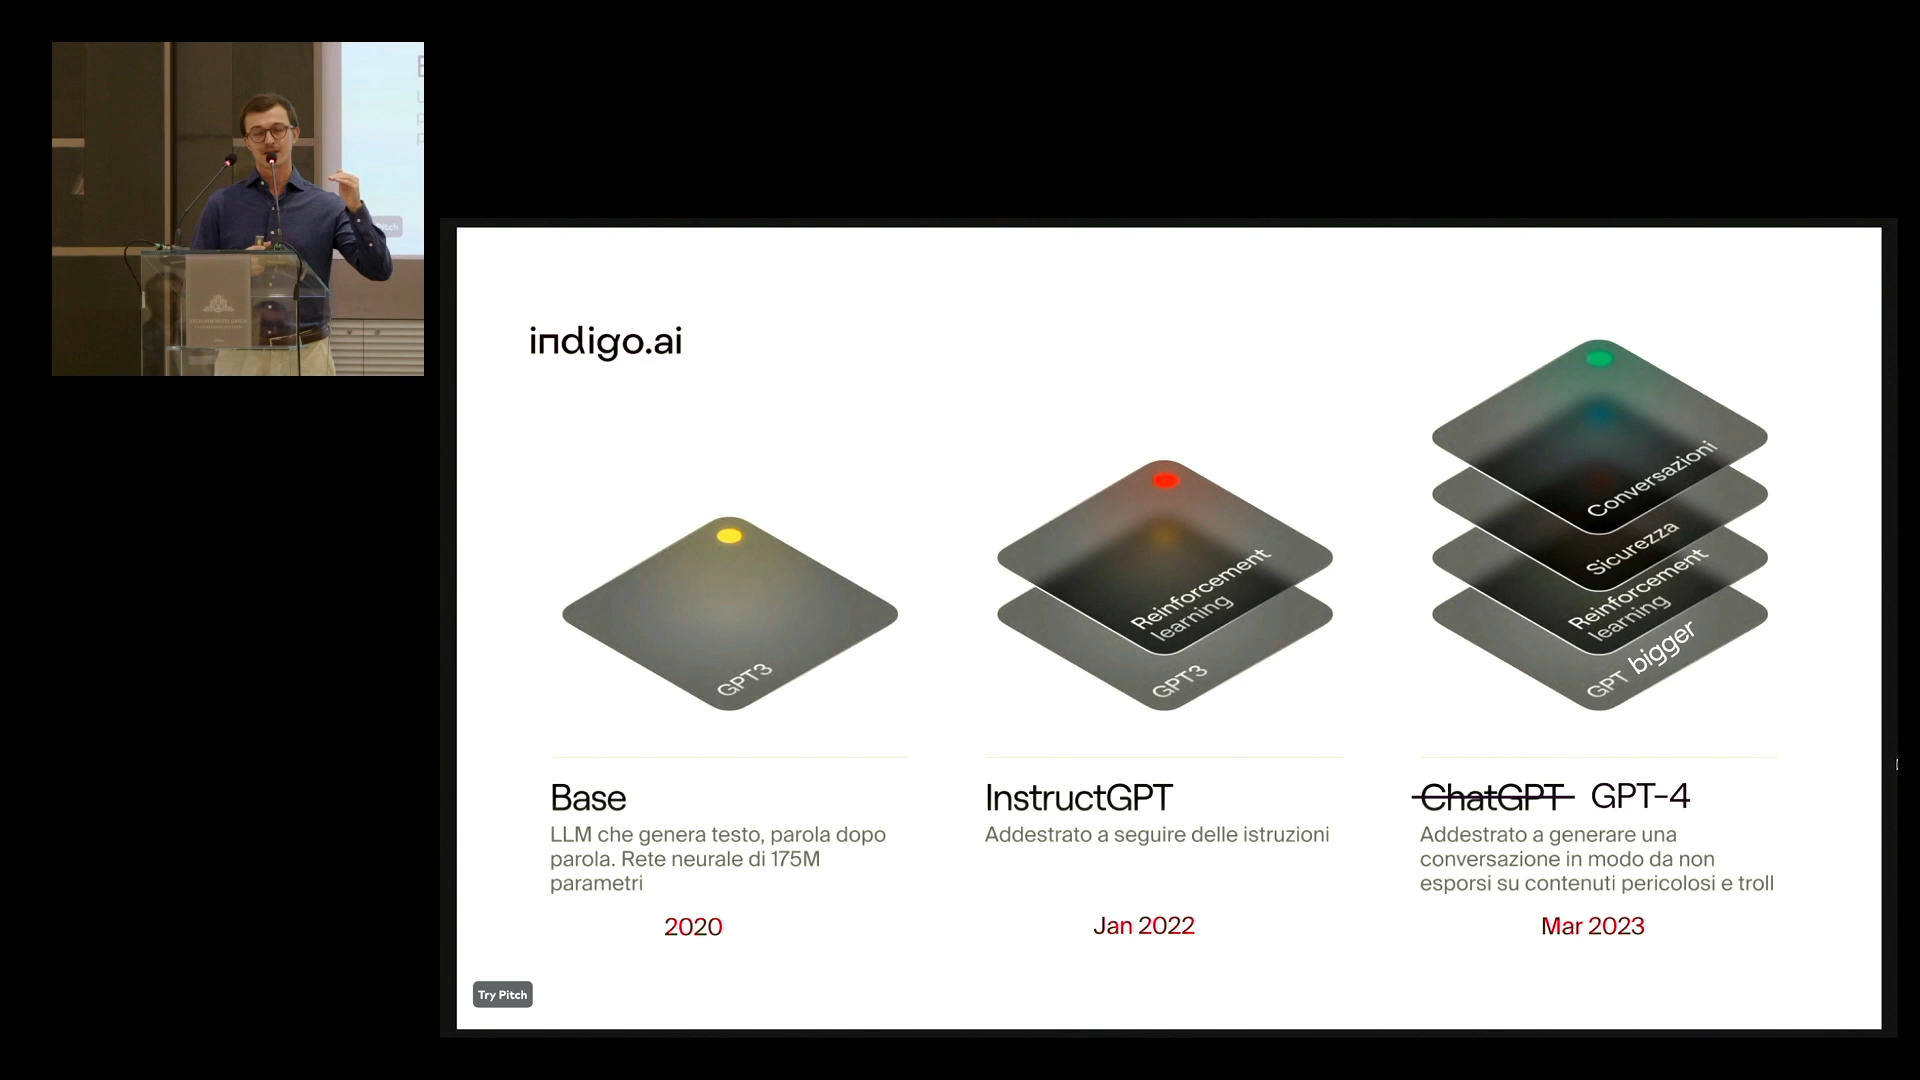 indigo.ai
GPT3
Reinforcement
learning
GPT3
Conversazioni
Sicurezza
Reinforcement
learning
GPT bigger
Base
LLM che genera testo, parola dopo
parola. Rete neurale di 175M
parametri
2020
InstructGPT
Addestrato a seguire delle istruzioni
Jan 2022
ChatGPT GPT-4
Addestrato a generare una
conversazione in modo da non
esporsi su contenuti pericolosi e troll
Mar 2023
Try Pitch